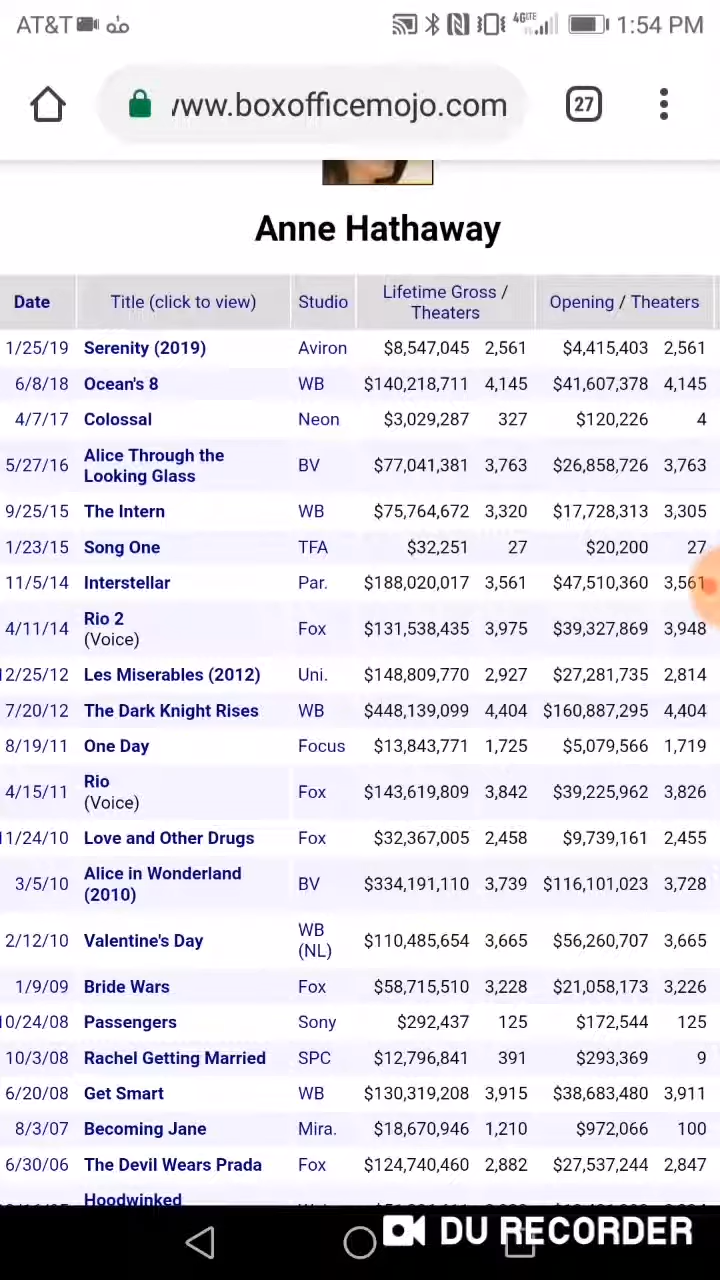 AT&T 4G LTE 1:54 PM
/ww.boxofficemojo.com 27
Anne Hathaway
Date Title (click to view) Studio Lifetime Gross / Theaters Opening / Theaters
1/25/19 Serenity (2019) Aviron $8,547,045 2,561 $4,415,403 2,561
6/8/18 Ocean's 8 WB $140,218,711 4,145 $41,607,378 4,145
4/7/17 Colossal Neon $3,029,287 327 $120,226 4
5/27/16 Alice Through the Looking Glass BV $77,041,381 3,763 $26,858,726 3,763
9/25/15 The Intern WB $75,764,672 3,320 $17,728,313 3,305
1/23/15 Song One TFA $32,251 27 $20,200 27
11/5/14 Interstellar Par. $188,020,017 3,561 $47,510,360 3,561
4/11/14 Rio 2 (Voice) Fox $131,538,435 3,975 $39,327,869 3,948
12/25/12 Les Miserables (2012) Uni. $148,809,770 2,927 $27,281,735 2,814
7/20/12 The Dark Knight Rises WB $448,139,099 4,404 $160,887,295 4,404
8/19/11 One Day Focus $13,843,771 1,725 $5,079,566 1,719
4/15/11 Rio (Voice) Fox $143,619,809 3,842 $39,225,962 3,826
11/24/10 Love and Other Drugs Fox $32,367,005 2,458 $9,739,161 2,455
3/5/10 Alice in Wonderland (2010) BV $334,191,110 3,739 $116,101,023 3,728
2/12/10 Valentine's Day WB (NL) $110,485,654 3,665 $56,260,707 3,665
1/9/09 Bride Wars Fox $58,715,510 3,228 $21,058,173 3,226
10/24/08 Passengers Sony $292,437 125 $172,544 125
10/3/08 Rachel Getting Married SPC $12,796,841 391 $293,369 9
6/20/08 Get Smart WB $130,319,208 3,915 $38,683,480 3,911
8/3/07 Becoming Jane Mira. $18,670,946 1,210 $972,066 100
6/30/06 The Devil Wears Prada Fox $124,740,460 2,882 $27,537,244 2,847
Hoodwinked
DU RECORDER